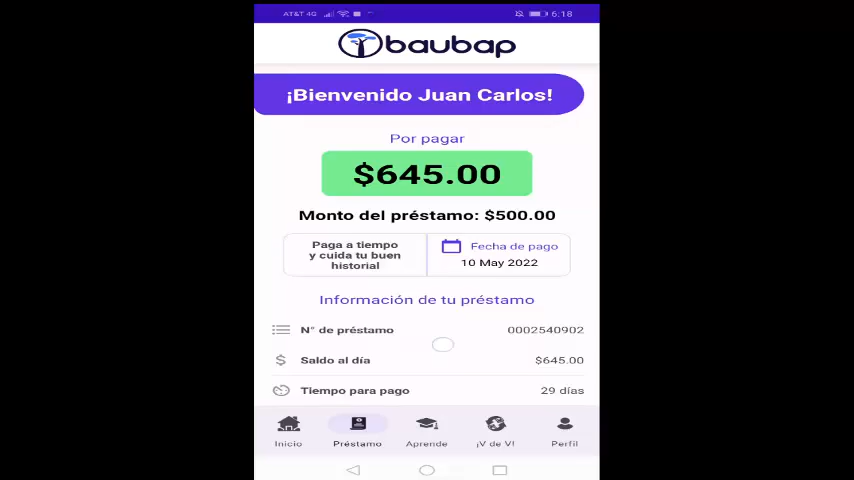 AT&T 4G
6:18
baubap
¡Bienvenido Juan Carlos!
Por pagar
$645.00
Monto del préstamo: $500.00
Paga a tiempo
y cuida tu buen
historial
Fecha de pago
10 May 2022
Información de tu préstamo
N° de préstamo
0002540902
Saldo al día
$645.00
Tiempo para pago
29 días
Inicio
Préstamo
Aprende
¡V de V!
Perfil